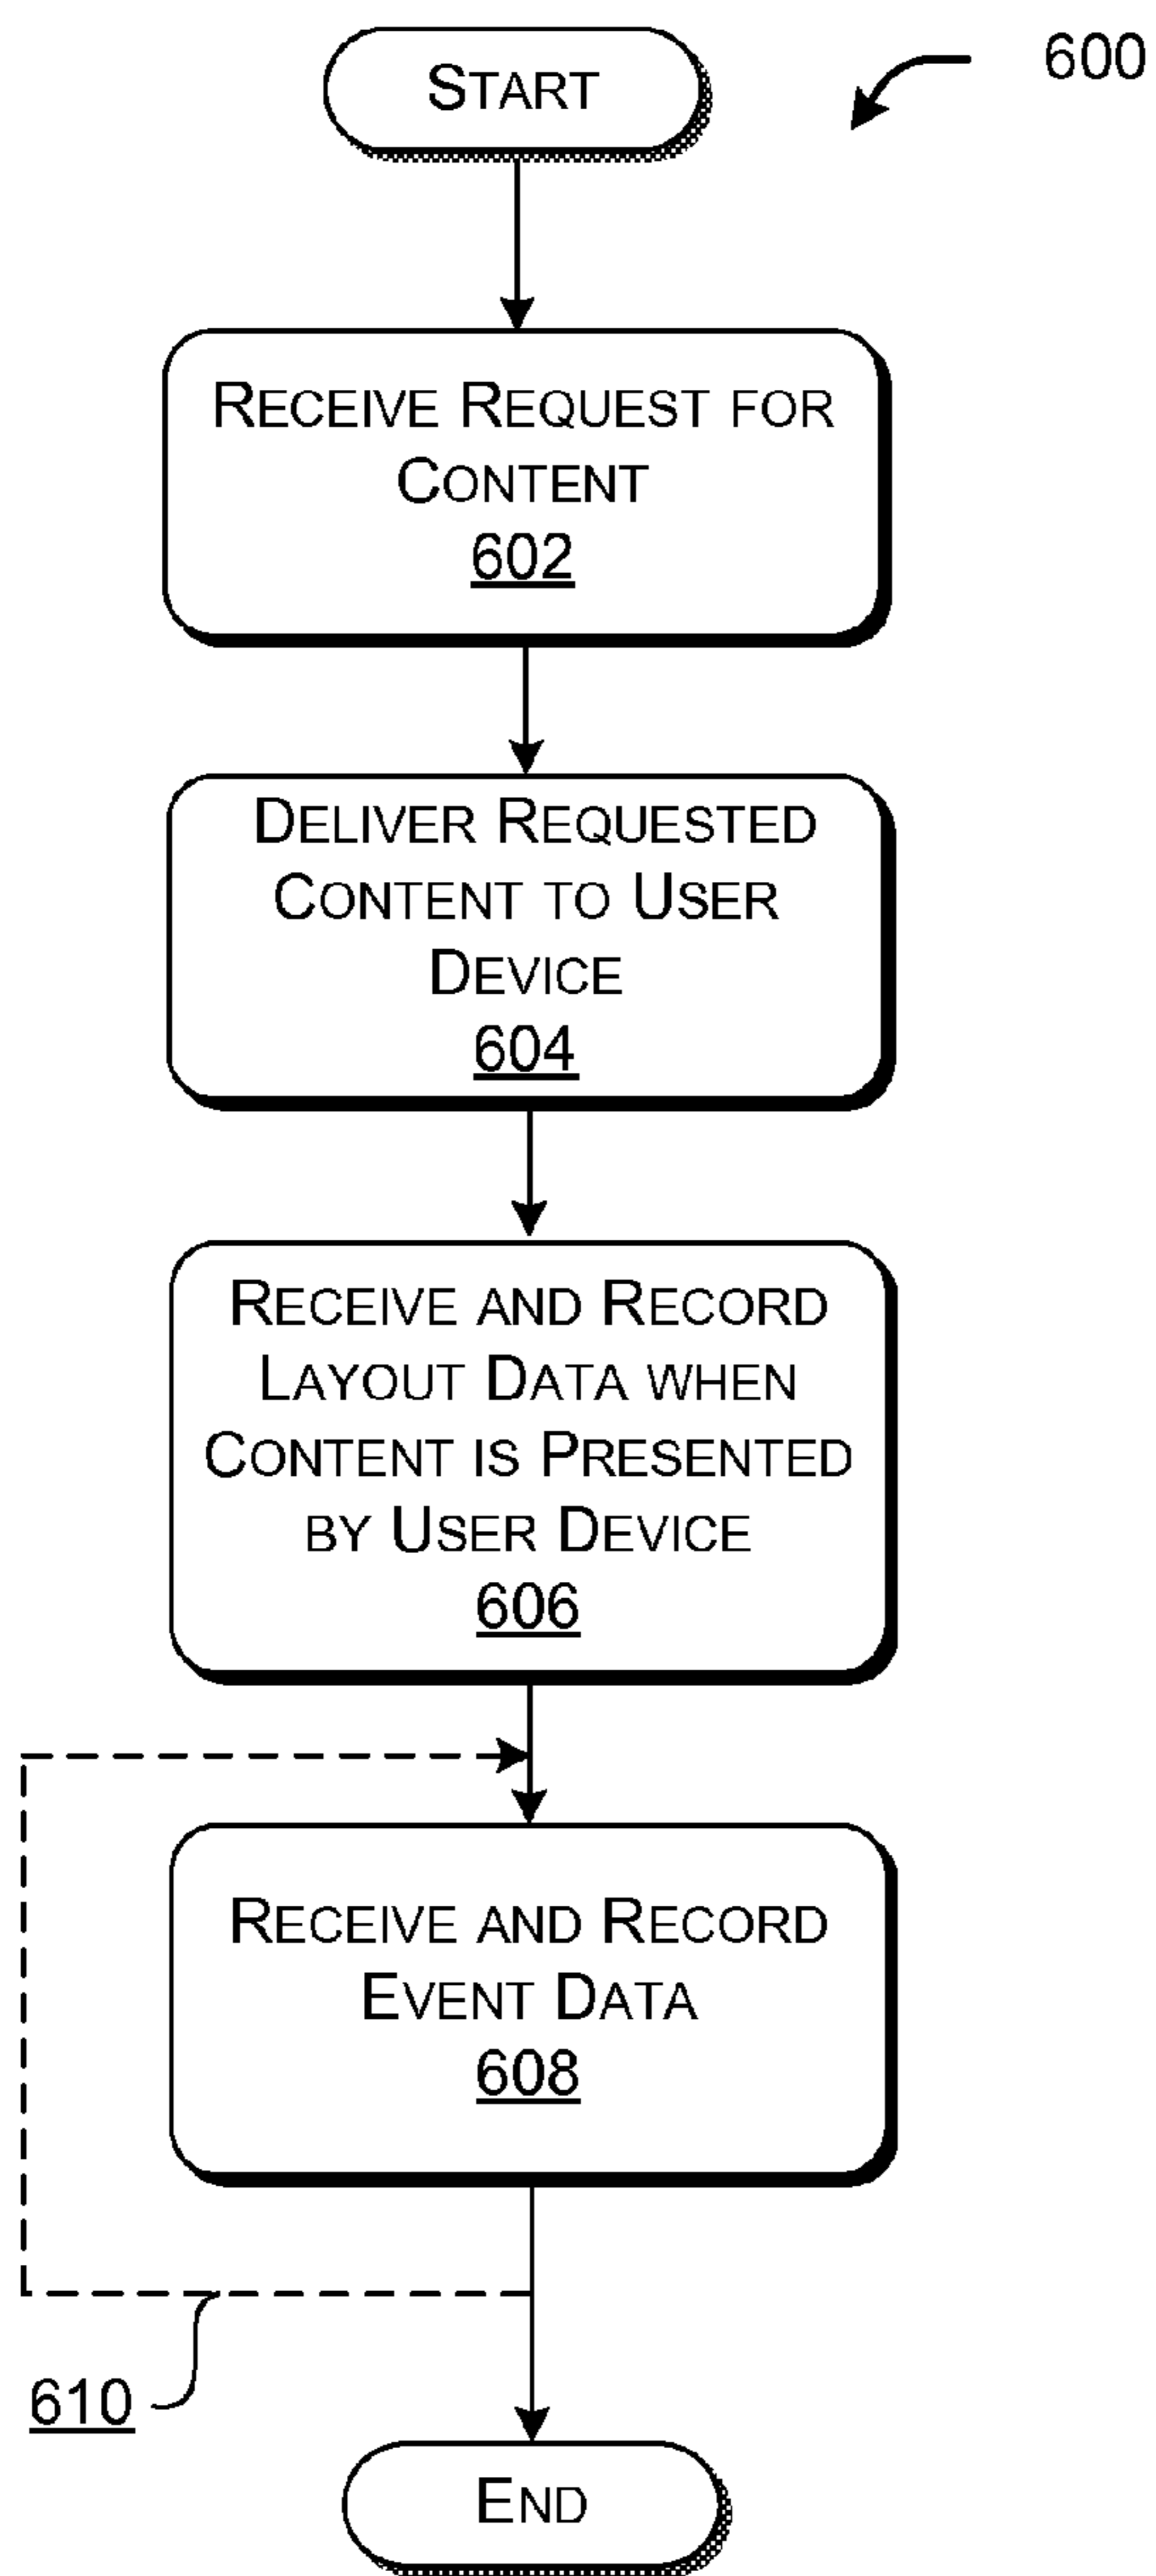 START
600
RECEIVE REQUEST FOR
CONTENT
602
DELIVER REQUESTED
CONTENT TO USER
DEVICE
604
RECEIVE AND RECORD
LAYOUT DATA WHEN
CONTENT IS PRESENTED
BY USER DEVICE
606
RECEIVE AND RECORD
EVENT DATA
608
610
END